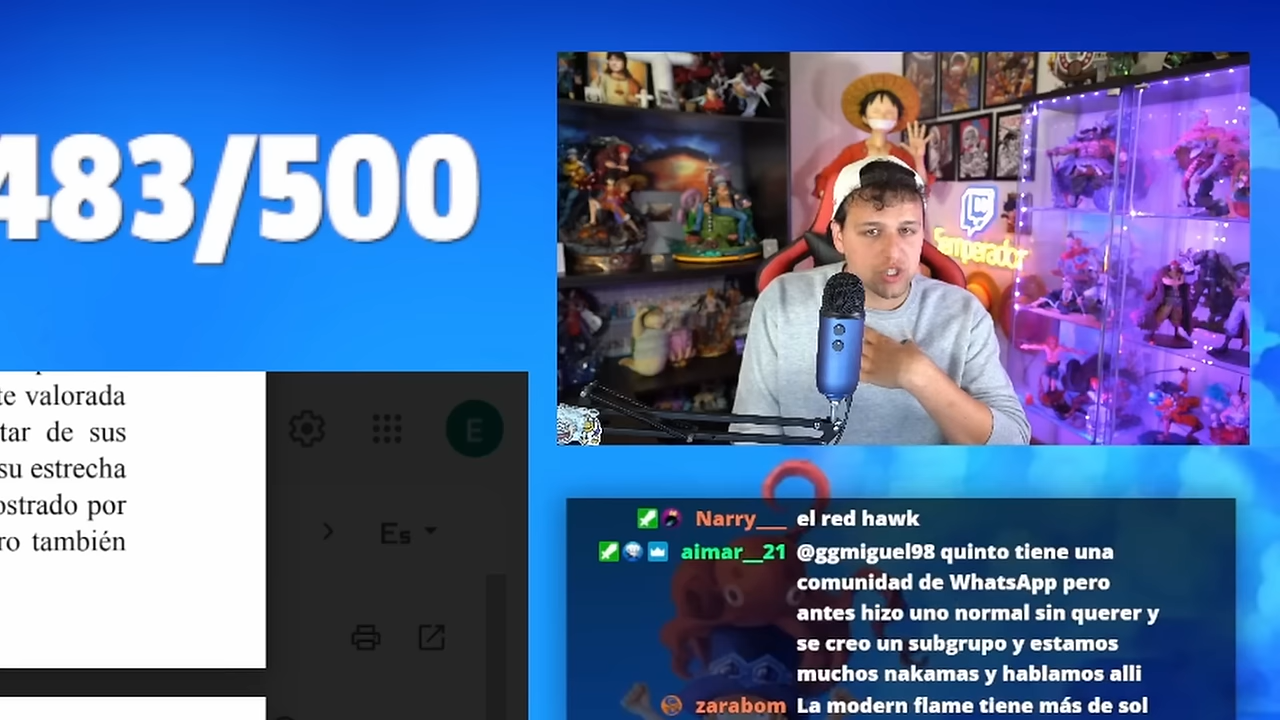 483/500
emperador
te valorada
tar de sus
su estrecha
ostrado por
ro también
E
Es
Narry___ el red hawk
aimar__21 @ggmiguel98 quinto tiene una
comunidad de WhatsApp pero
antes hizo uno normal sin querer y
se creo un subgrupo y estamos
muchos nakamas y hablamos alli
zarabom La modern flame tiene más de sol